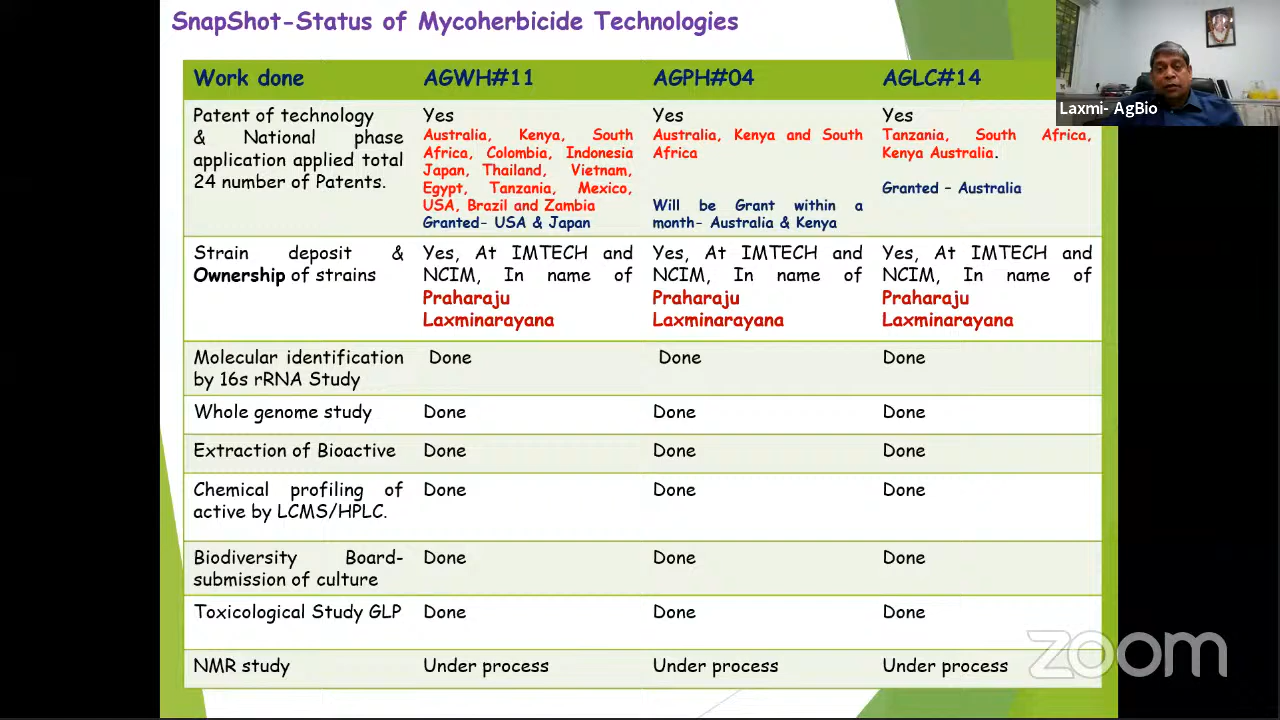 SnapShot-Status of Mycoherbicide Technologies
Laxmi- AgBio
Work done
AGWH#11
AGPH#04
AGLC#14
Patent of technology
& National phase
application applied total
24 number of Patents.
Yes
Australia, Kenya, South
Africa, Colombia, Indonesia
Japan, Thailand, Vietnam,
Egypt, Tanzania, Mexico,
USA, Brazil and Zambia
Granted- USA & Japan
Yes
Australia, Kenya and South
Africa
Will be Grant within a
month- Australia & Kenya
Yes
Tanzania, South Africa,
Kenya Australia.
Granted – Australia
Strain deposit &
Ownership of strains
Yes, At IMTECH and
NCIM, In name of
Praharaju
Laxminarayana
Yes, At IMTECH and
NCIM, In name of
Praharaju
Laxminarayana
Yes, At IMTECH and
NCIM, In name of
Praharaju
Laxminarayana
Molecular identification
by 16s rRNA Study
Done
Done
Done
Whole genome study
Done
Done
Done
Extraction of Bioactive
Done
Done
Done
Chemical profiling of
active by LCMS/HPLC.
Done
Done
Done
Biodiversity Board-
submission of culture
Done
Done
Done
Toxicological Study GLP
Done
Done
Done
NMR study
Under process
Under process
Under process
zoom